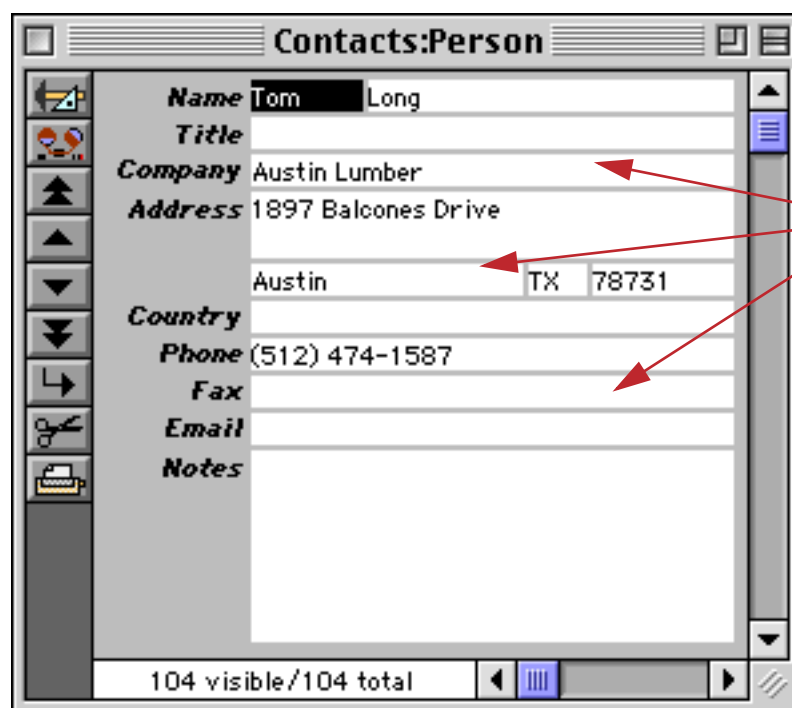 Contacts:Person
Name Tom Long
Title
Company Austin Lumber
Address 1897 Balcones Drive
Austin TX 78731
Country
Phone (512) 474-1587
Fax
Email
Notes
104 visible/104 total